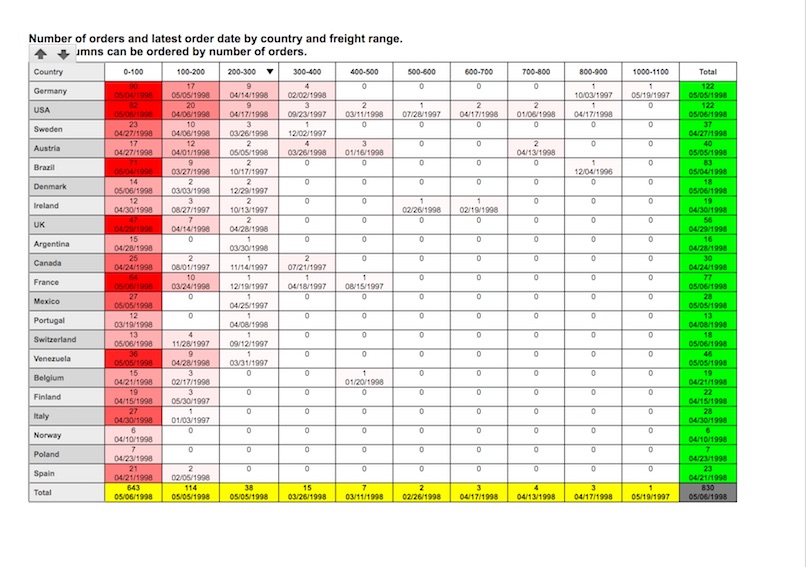 Number of orders and latest order date by country and freight range.
umns can be ordered by number of orders.
Country 0-100 100-200 200-300 300-400 400-500 500-600 600-700 700-800 800-900 1000-1100 Total
Germany 90 17 9 4 0 0 0 0 1 1 122
05/04/1998 05/05/1998 04/14/1998 02/02/1998 10/03/1997 05/19/1997 05/05/1998
USA 82 20 9 3 2 1 2 2 1 0 122
05/06/1998 04/06/1998 04/17/1998 09/23/1997 03/11/1998 07/28/1997 04/17/1998 01/06/1998 04/17/1998 05/06/1998
Sweden 23 10 3 1 0 0 0 0 0 0 37
04/27/1998 04/06/1998 03/26/1998 12/02/1997 04/27/1998
Austria 17 12 2 4 3 0 0 2 0 0 40
04/27/1998 04/01/1998 05/05/1998 03/26/1998 01/16/1998 04/13/1998 05/05/1998
Brazil 71 9 2 0 0 0 0 0 1 0 83
05/04/1998 03/27/1998 10/17/1997 12/04/1996 05/04/1998
Denmark 14 2 2 0 0 0 0 0 0 0 18
05/06/1998 03/03/1998 12/29/1997 05/06/1998
Ireland 12 3 2 0 0 1 1 0 0 0 19
04/30/1998 08/27/1997 10/13/1997 02/26/1998 02/19/1998 04/30/1998
UK 47 7 2 0 0 0 0 0 0 0 56
04/29/1998 04/14/1998 04/28/1998 04/29/1998
Argentina 15 0 1 0 0 0 0 0 0 0 16
04/28/1998 03/30/1998 04/28/1998
Canada 25 2 1 2 0 0 0 0 0 0 30
04/24/1998 08/01/1997 11/14/1997 07/21/1997 04/24/1998
France 64 10 1 1 1 0 0 0 0 0 77
05/06/1998 03/24/1998 12/19/1997 04/18/1997 08/15/1997 05/06/1998
Mexico 27 0 1 0 0 0 0 0 0 0 28
05/05/1998 04/25/1997 05/05/1998
Portugal 12 0 1 0 0 0 0 0 0 0 13
03/19/1998 04/08/1998 04/08/1998
Switzerland 13 4 1 0 0 0 0 0 0 0 18
05/06/1998 11/28/1997 09/12/1997 05/06/1998
Venezuela 36 9 1 0 0 0 0 0 0 0 46
05/05/1998 04/28/1998 03/31/1997 05/05/1998
Belgium 15 3 0 0 1 0 0 0 0 0 19
04/21/1998 02/17/1998 01/20/1998 04/21/1998
Finland 19 3 0 0 0 0 0 0 0 0 22
04/15/1998 05/30/1997 04/15/1998
Italy 27 1 0 0 0 0 0 0 0 0 28
04/30/1998 01/03/1997 04/30/1998
Norway 6 0 0 0 0 0 0 0 0 0 6
04/10/1998 04/10/1998
Poland 7 0 0 0 0 0 0 0 0 0 7
04/23/1998 04/23/1998
Spain 21 2 0 0 0 0 0 0 0 0 23
04/21/1998 02/05/1998 04/21/1998
Total 643 114 38 15 7 2 3 4 3 1 830
05/06/1998 05/05/1998 05/05/1998 03/26/1998 03/11/1998 02/26/1998 04/17/1998 04/13/1998 04/17/1998 05/19/1997 05/06/1998